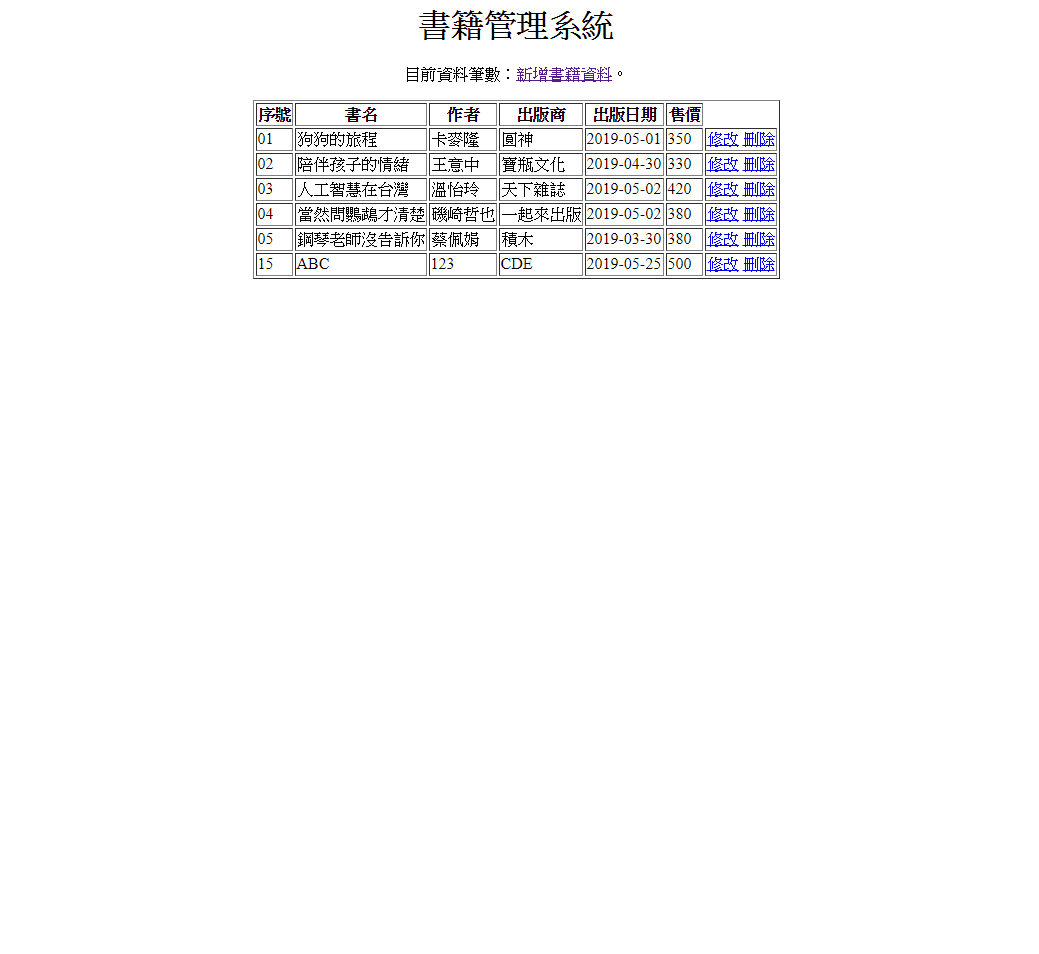 書籍管理系統
目前資料筆數：新增書籍資料。
序號 書名 作者 出版商 出版日期 售價
01 狗狗的旅程 卡麥隆 圓神 2019-05-01 350 修改 刪除
02 陪伴孩子的情緒 王意中 寶瓶文化 2019-04-30 330 修改 刪除
03 人工智慧在台灣 溫怡玲 天下雜誌 2019-05-02 420 修改 刪除
04 當然問鸚鵡才清楚 磯崎哲也 一起來出版 2019-05-02 380 修改 刪除
05 鋼琴老師沒告訴你 蔡佩娟 積木 2019-03-30 380 修改 刪除
15 ABC 123 CDE 2019-05-25 500 修改 刪除